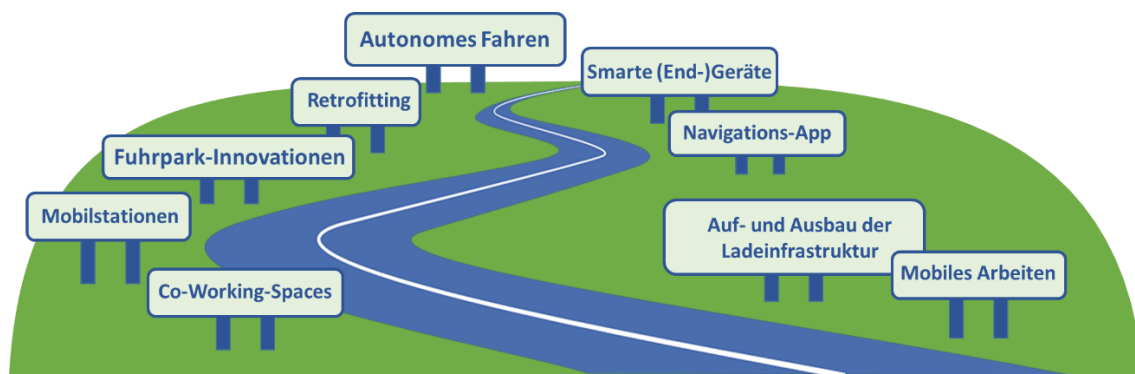 Autonomes Fahren
Smarte (End-)Geräte
Retrofitting
Navigations-App
Fuhrpark-Innovationen
Mobilstationen
Auf- und Ausbau der
Ladeinfrastruktur
Mobiles Arbeiten
Co-Working-Spaces